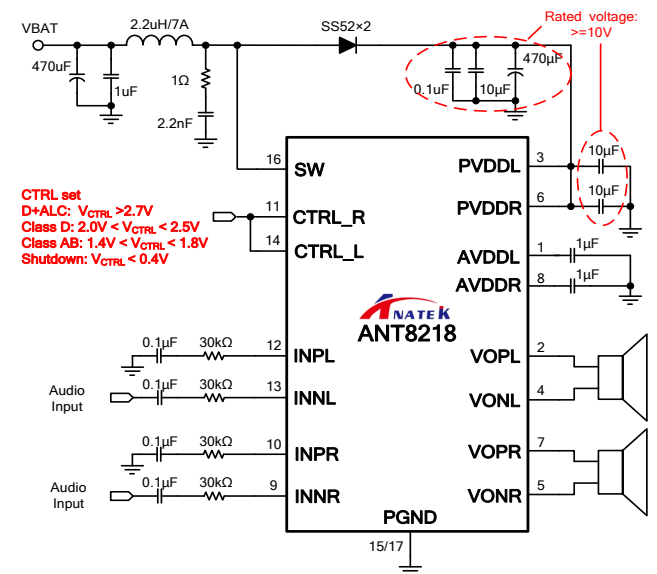 VBAT
2.2uH/7A
SS52×2
Rated voltage:
>=10V
470uF
1uF
1Ω
2.2nF
0.1uF
10μF
470μF
10μF
10μF
16
SW
PVDDL
3
CTRL set
D+ALC: VCTRL >2.7V
Class D: 2.0V < VCTRL < 2.5V
Class AB: 1.4V < VCTRL < 1.8V
Shutdown: VCTRL < 0.4V
11
CTRL_R
PVDDR
6
14
CTRL_L
AVDDL
1
1μF
AVDDR
8
1μF
ANATEK
ANT8218
0.1μF
30kΩ
12
INPL
VOPL
2
Audio
Input
0.1μF
30kΩ
13
INNL
VONL
4
0.1μF
30kΩ
10
INPR
VOPR
7
Audio
Input
0.1μF
30kΩ
9
INNR
VONR
5
PGND
15/17